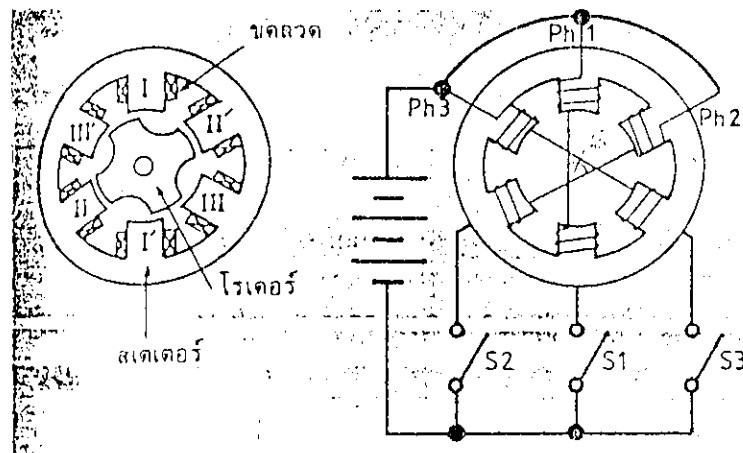 ขดลวด
I
II'
III
I'
II
III'
โรเตอร์
สเตเตอร์
Ph 1
Ph2
Ph3
S2
S1
S3